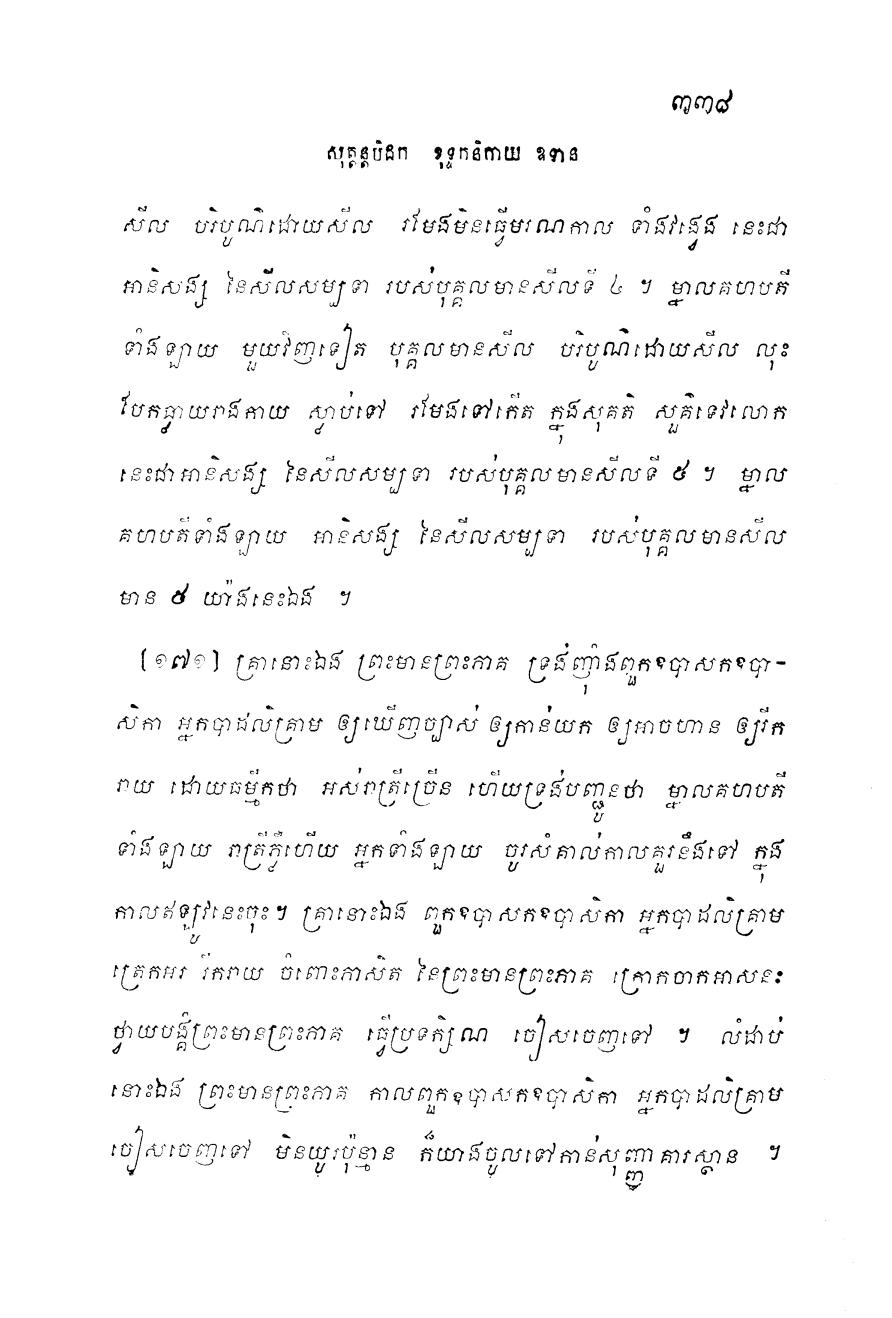 ៣៣៨
សុត្តន្តបិដក ខុទ្ទកនិកាយ ឧទាន
សីល បរិបូណ៌ដោយសីល រមែងមិនធ្វើមរណកាល ទាំងវង្វេង នេះជា
អានិសង្ស នៃសីលសម្បទា របស់បុគ្គលមានសីលទី ៤ ។ ម្នាលគហបតី
ទាំងឡាយ មួយវិញទៀត បុគ្គលមានសីល បរិបូណ៌ដោយសីល លុះ
បែកធ្លាយរាងកាយ ស្លាប់ទៅ រមែងទៅកើត ក្នុងសុគតិ សួគ៌ទេវលោក
នេះជាអានិសង្ស នៃសីលសម្បទា របស់បុគ្គលមានសីលទី ៥ ។ ម្នាល
គហបតីទាំងឡាយ អានិសង្ស នៃសីលសម្បទា របស់បុគ្គលមានសីល
មាន ៥ យ៉ាងនេះឯង ។
[១៧១] គ្រានោះឯង ព្រះមានព្រះភាគ ទ្រង់ញុំាងពួកឧបាសកឧបា-
សិកា អ្នកបាដលិគ្រាម ឲ្យឃើញច្បាស់ ឲ្យកាន់យក ឲ្យអាចហាន ឲ្យរីក
រាយ ដោយធម្មីកថា អស់រាត្រីច្រើន ហើយទ្រង់បញ្ជូនថា ម្នាលគហបតី
ទាំងឡាយ រាត្រីភ្លឺហើយ អ្នកទាំងឡាយ ចូរសំគាល់កាលគួរនឹងទៅ ក្នុង
កាលឥឡូវនេះចុះ។ គ្រានោះឯង ពួកឧបាសកឧបាសិកា អ្នកបាដលិគ្រាម
ត្រេកអរ រីករាយ ចំពោះភាសិត នៃព្រះមានព្រះភាគ ក្រោកចាកអាសនះ
ថ្វាយបង្គំព្រះមានព្រះភាគ ធ្វើប្រទក្សិណ ចៀសចេញទៅ ។ លំដាប់
នោះឯង ព្រះមានព្រះភាគ កាលពួកឧបាសកឧបាសិកា អ្នកបាដលិគ្រាម
ចៀសចេញទៅ មិនយូរប៉ុន្មាន ក៏យាងចូលទៅកាន់សុញ្ញាគារស្ថាន ។